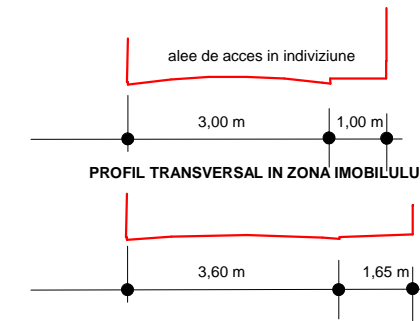 alee de acces in indiviziune
3,00 m 1,00 m
PROFIL TRANSVERSAL IN ZONA IMOBILULU
3,60 m 1,65 m